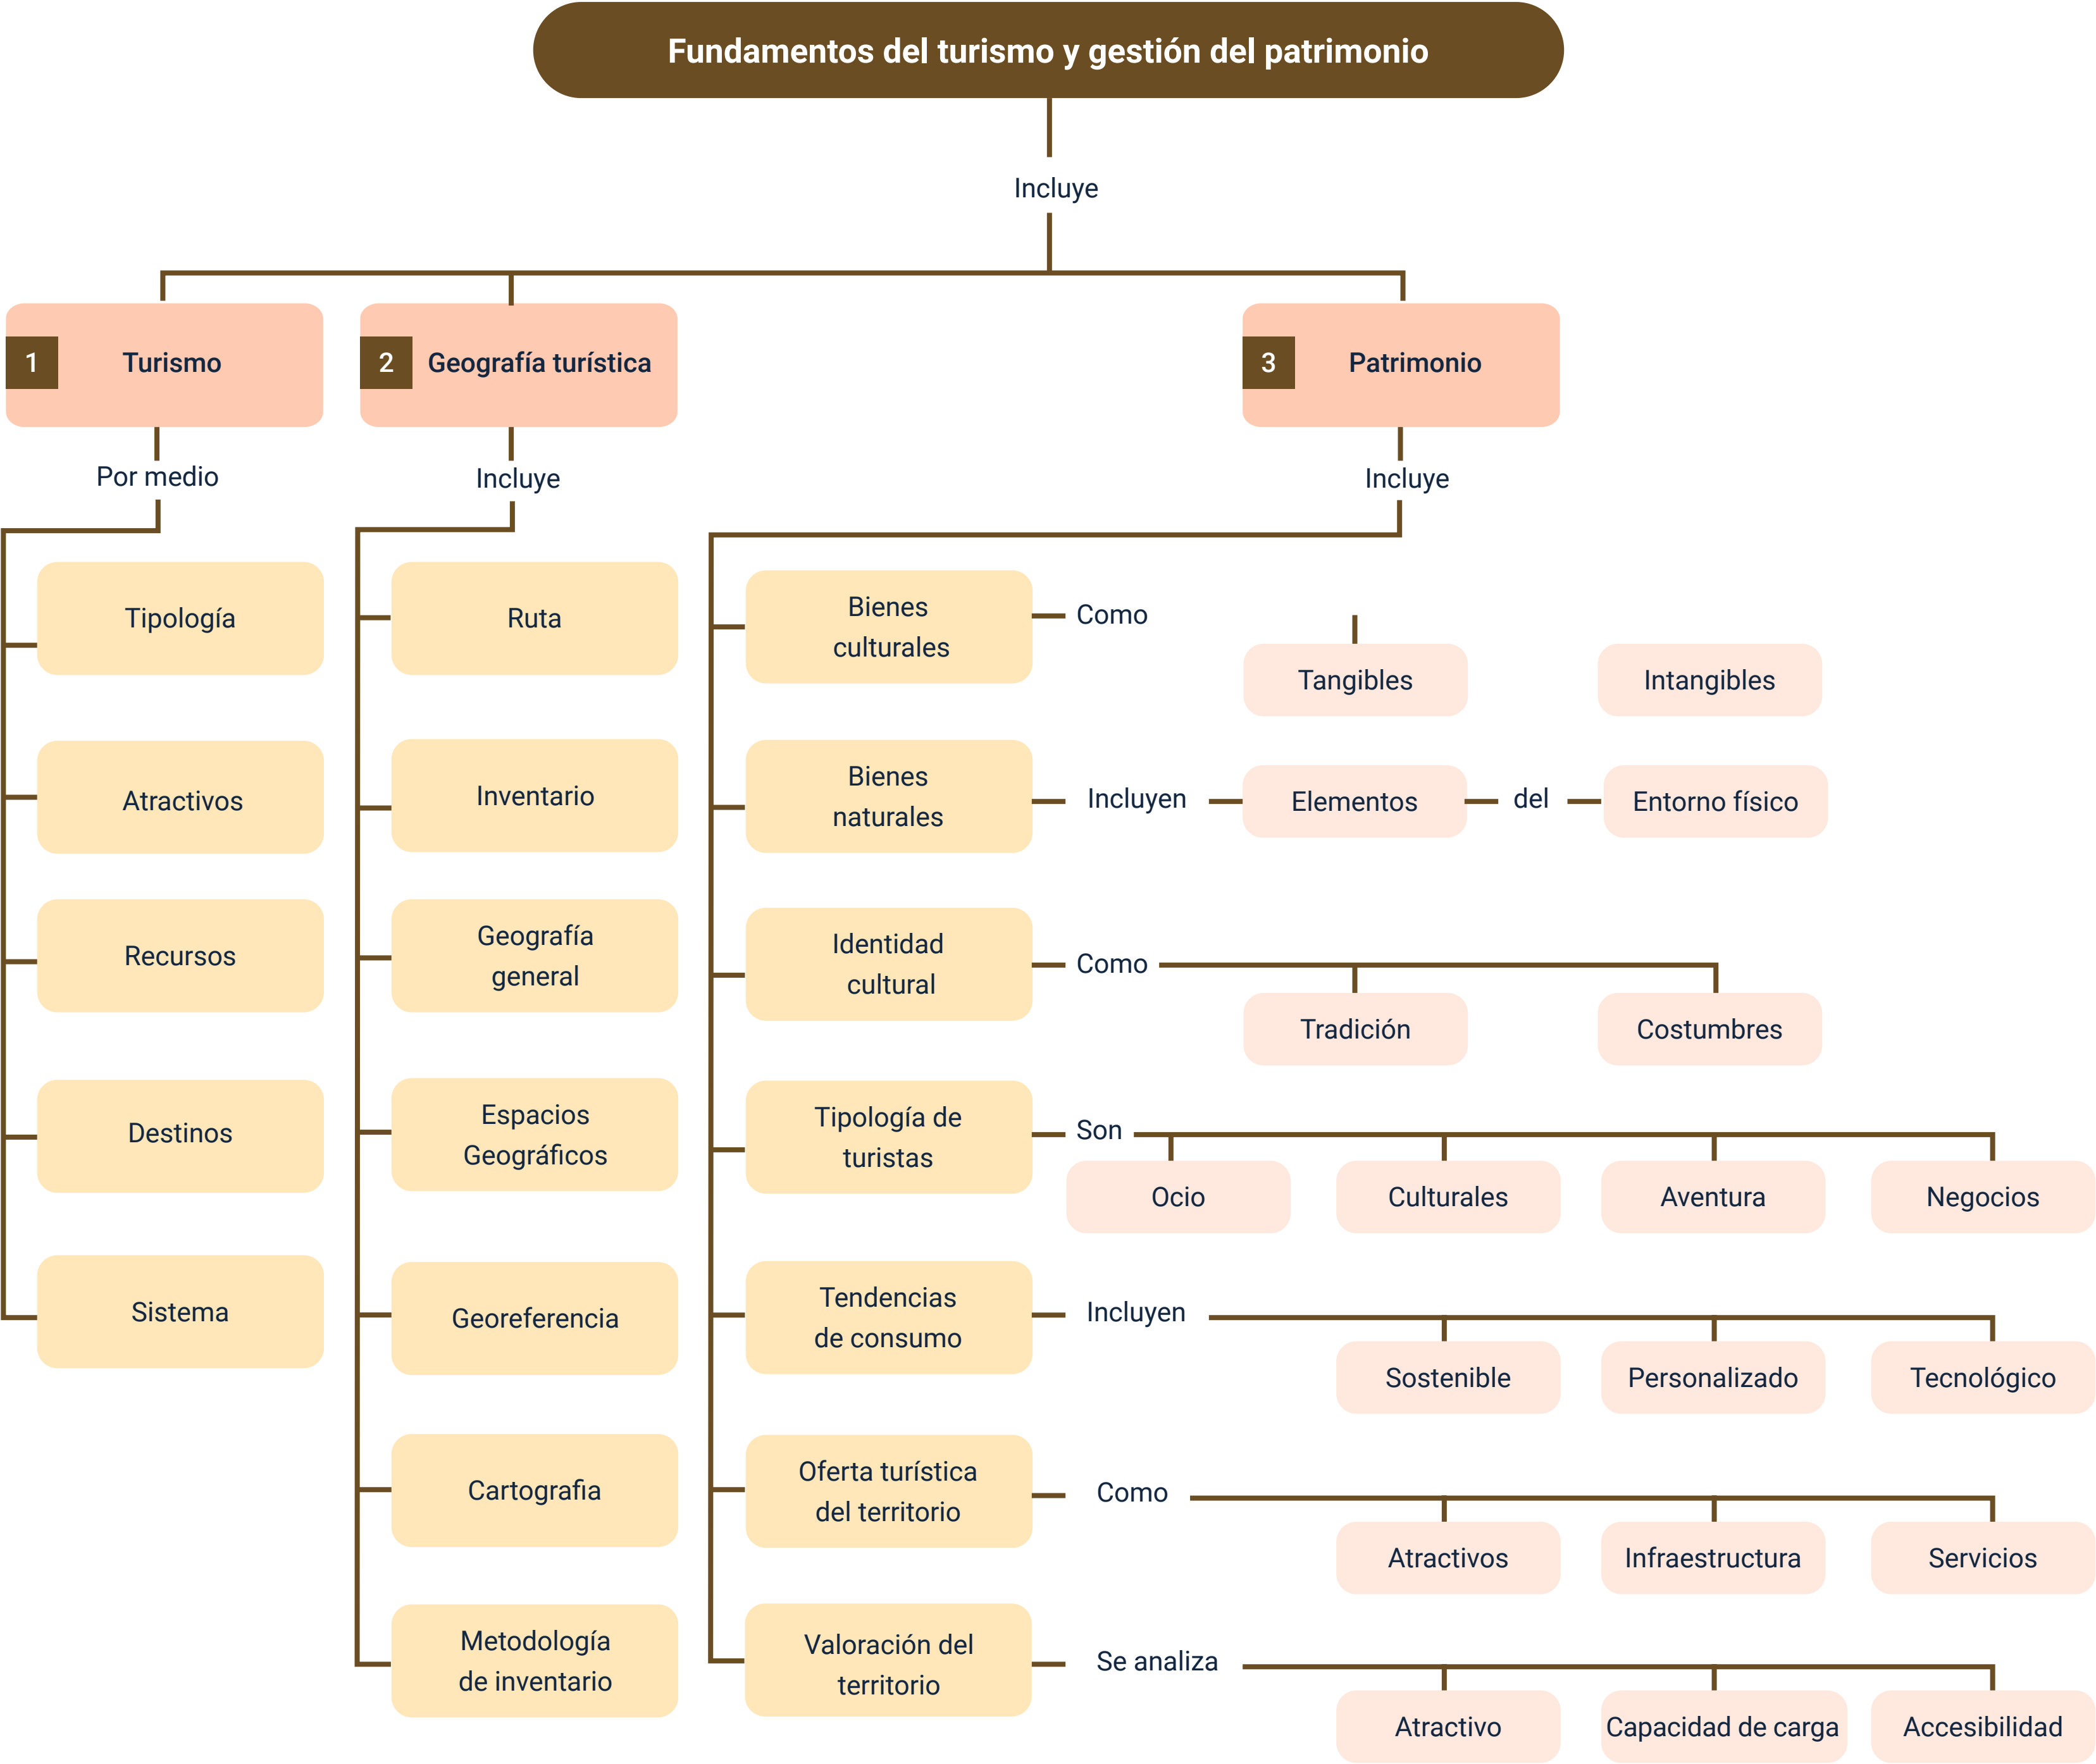 Fundamentos del turismo y gestión del patrimonio
Incluye
1
Turismo
2
Geografía turística
3
Patrimonio
Por medio
Tipología
Atractivos
Recursos
Destinos
Sistema
Incluye
Ruta
Inventario
Geografía
general
Espacios
Geográficos
Georeferencia
Cartografia
Metodología
de inventario
Incluye
Bienes
culturales
Como
Tangibles
Intangibles
Bienes
naturales
Incluyen
Elementos
del
Entorno físico
Identidad
cultural
Como
Tradición
Costumbres
Tipología de
turistas
Son
Ocio
Culturales
Aventura
Negocios
Tendencias
de consumo
Incluyen
Sostenible
Personalizado
Tecnológico
Oferta turística
del territorio
Como
Atractivos
Infraestructura
Servicios
Valoración del
territorio
Se analiza
Atractivo
Capacidad de carga
Accesibilidad